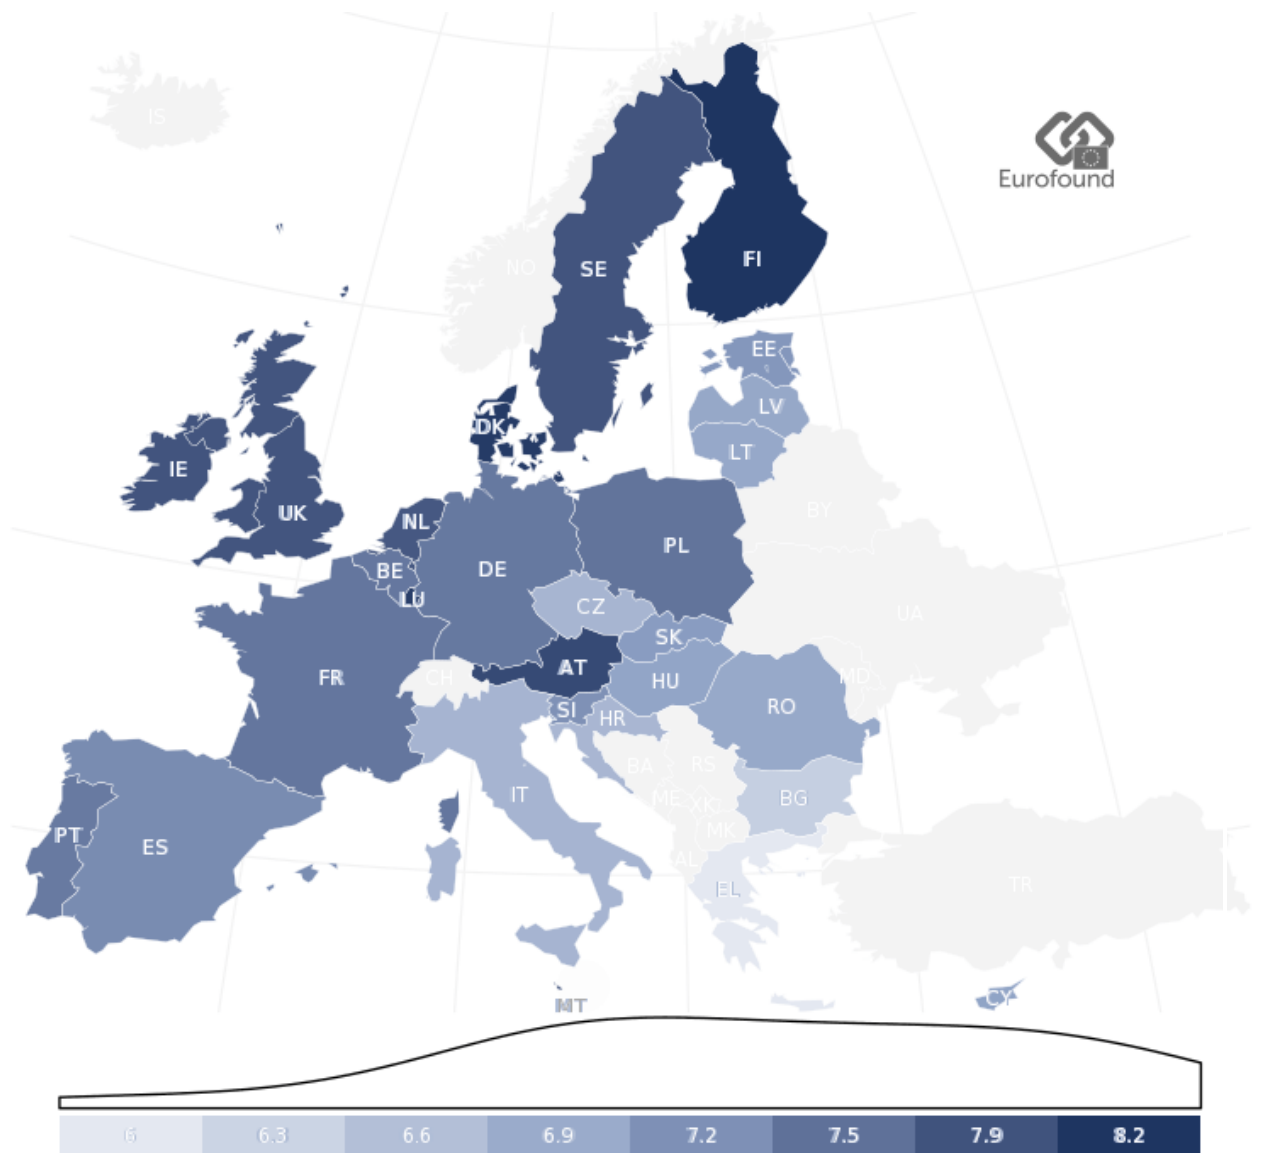 IS
Eurofound
NO
SE
FI
EE
LV
DK
LT
IE
UK
NL
BY
PL
BE
DE
LU
CZ
UA
SK
FR
CH
AT
HU
MD
SI
HR
RO
BA
RS
IT
ME
XK
BG
PT
ES
MK
AL
EL
TR
MT
CY
6 6.3 6.6 6.9 7.2 7.5 7.9 8.2